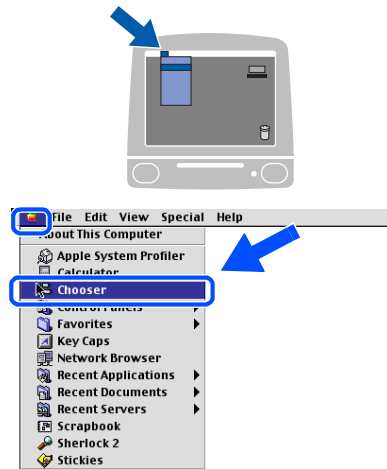 File Edit View Special Help
About This Computer
Apple System Profiler
Calculator
Chooser
Control Panels
Favorites
Key Caps
Network Browser
Recent Applications
Recent Documents
Recent Servers
Scrapbook
Sherlock 2
Stickies